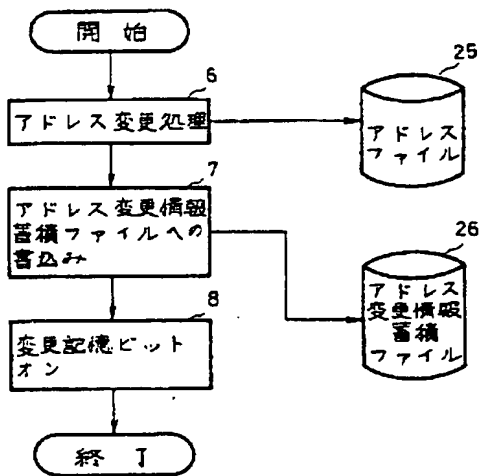 開始
6
アドレス変更処理
25
アドレス
ファイル
7
アドレス変更情報
蓄積ファイルへの
書込み
26
アドレス
変更情報
蓄積
ファイル
8
変更記憶ビット
オン
終了